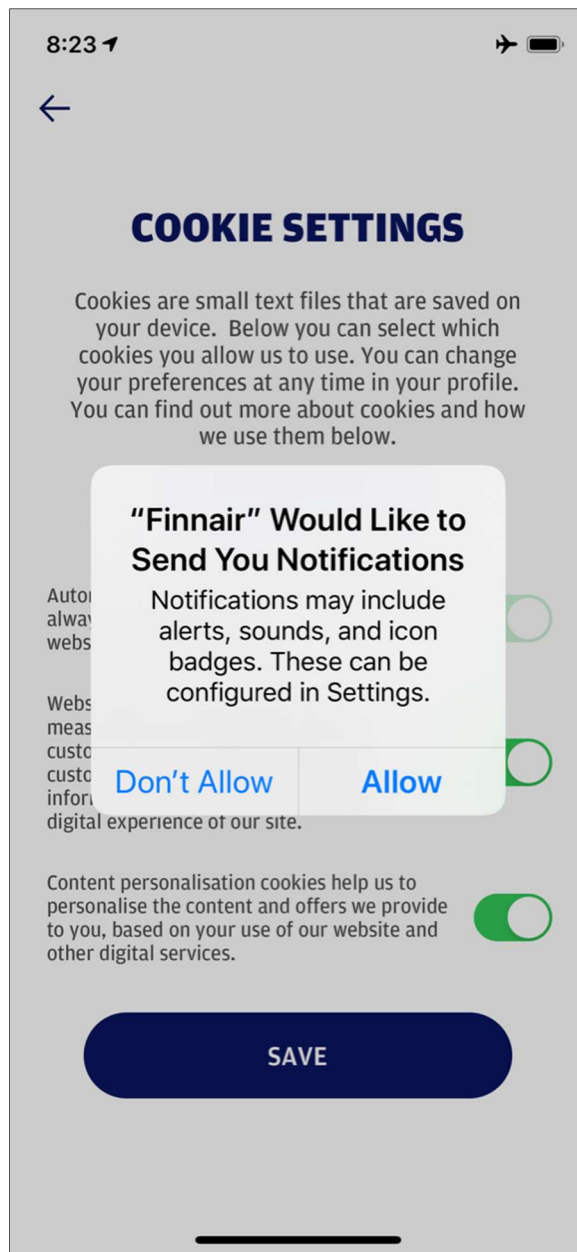 8:23
COOKIE SETTINGS
Cookies are small text files that are saved on
your device. Below you can select which
cookies you allow us to use. You can change
your preferences at any time in your profile.
You can find out more about cookies and how
we use them below.
“Finnair” Would Like to
Send You Notifications
Notifications may include
alerts, sounds, and icon
badges. These can be
configured in Settings.
Don’t Allow
Allow
digital experience of our site.
Content personalisation cookies help us to
personalise the content and offers we provide
to you, based on your use of our website and
other digital services.
SAVE